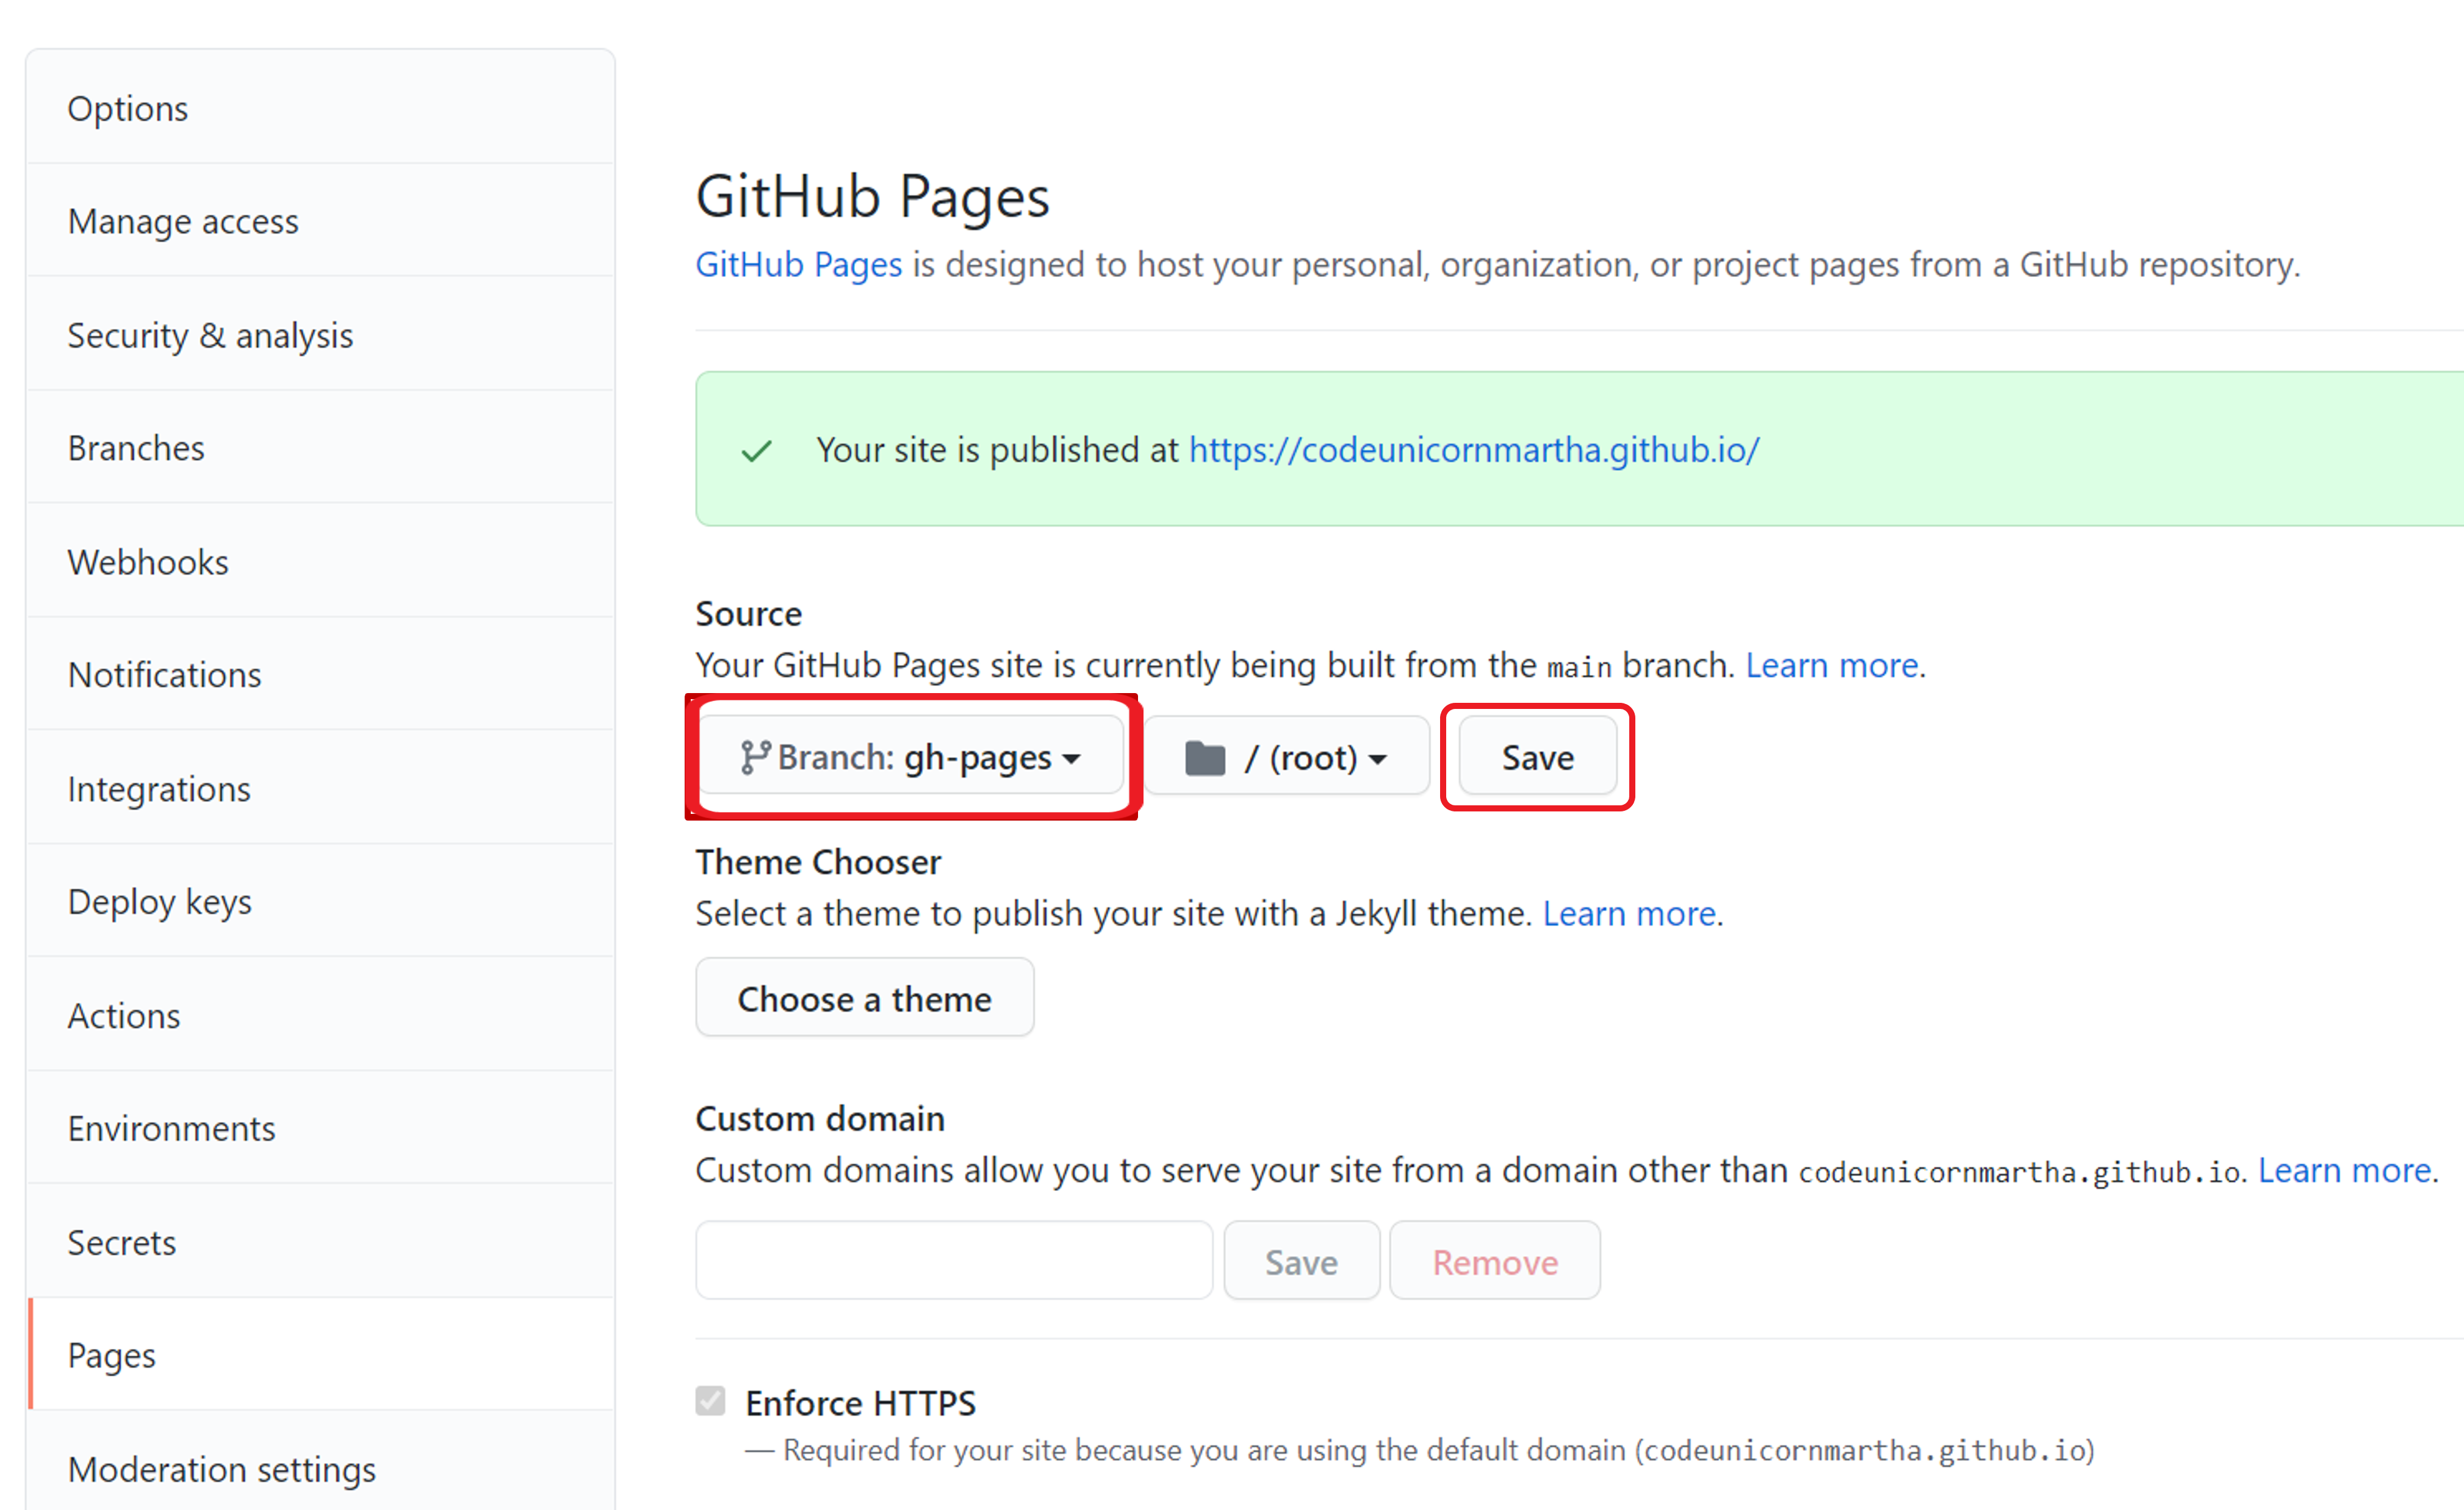 Options
Manage access
Security & analysis
Branches
Webhooks
Notifications
Integrations
Deploy keys
Actions
Environments
Secrets
Pages
Moderation settings
GitHub Pages
GitHub Pages is designed to host your personal, organization, or project pages from a GitHub repository.
Your site is published at https://codeunicornmartha.github.io/
Source
Your GitHub Pages site is currently being built from the main branch. Learn more.
Branch: gh-pages / (root) Save
Theme Chooser
Select a theme to publish your site with a Jekyll theme. Learn more.
Choose a theme
Custom domain
Custom domains allow you to serve your site from a domain other than codeunicornmartha.github.io. Learn more.
Save Remove
Enforce HTTPS
— Required for your site because you are using the default domain (codeunicornmartha.github.io)